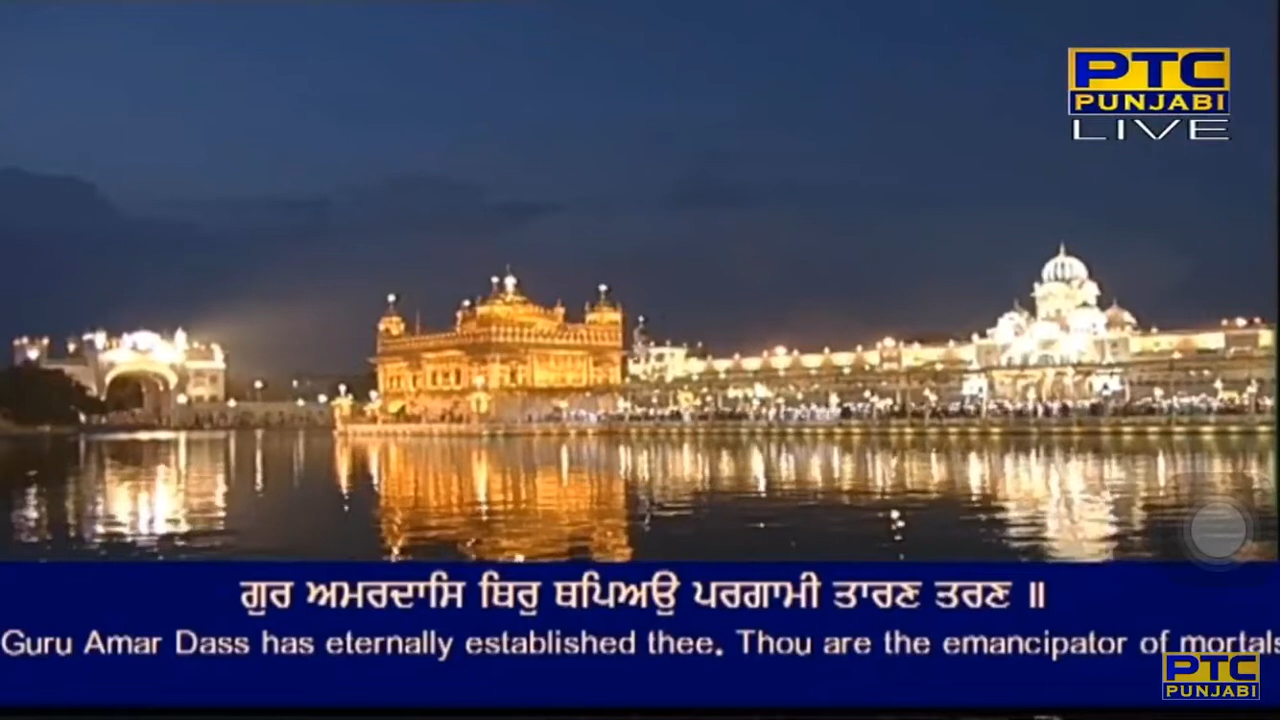 PTC
PUNJABI
LIVE
ਗੁਰ ਅਮਰਦਾਸਿ ਥਿਰੁ ਥਪਿਅਉ ਪਰਗਾਮੀ ਤਾਰਣ ਤਰਣ ॥
Guru Amar Dass has eternally established thee. Thou are the emancipator of mortals
PTC
PUNJABI